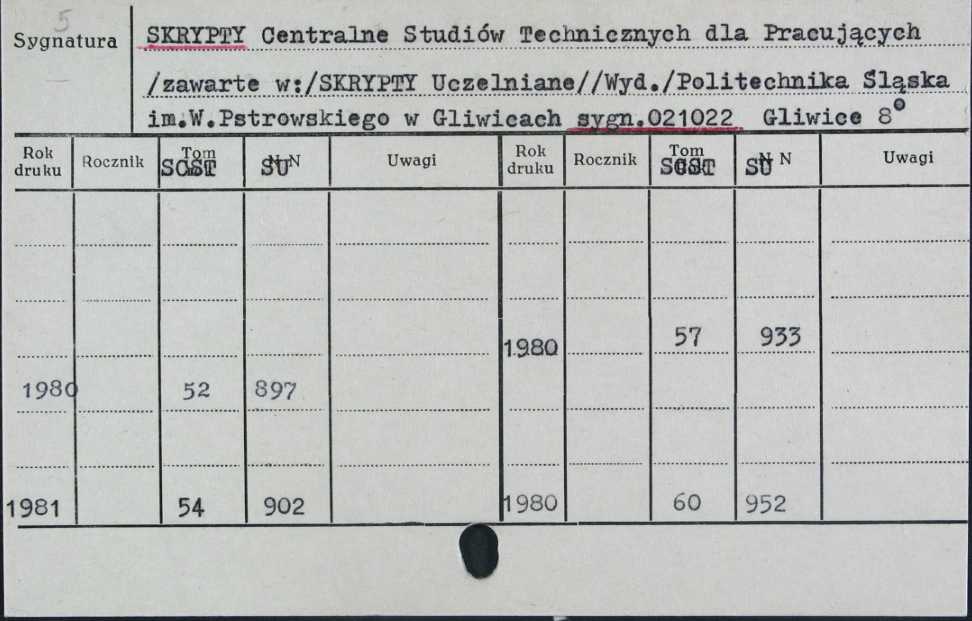 5
Sygnatura
SKRYPTY Centralne Studiów Technicznych dla Pracujących
/zawarte w:/SKRYPTY Uczelniane//Wyd./Politechnika Śląska
im.W.Pstrowskiego w Gliwicach sygn.021022 Gliwice 8°
Rok druku Rocznik Tom SCST SU N Uwagi Rok druku Rocznik Tom SCST SU N Uwagi
1980 57 933
1980 52 897
1981 54 902 1980 60 952